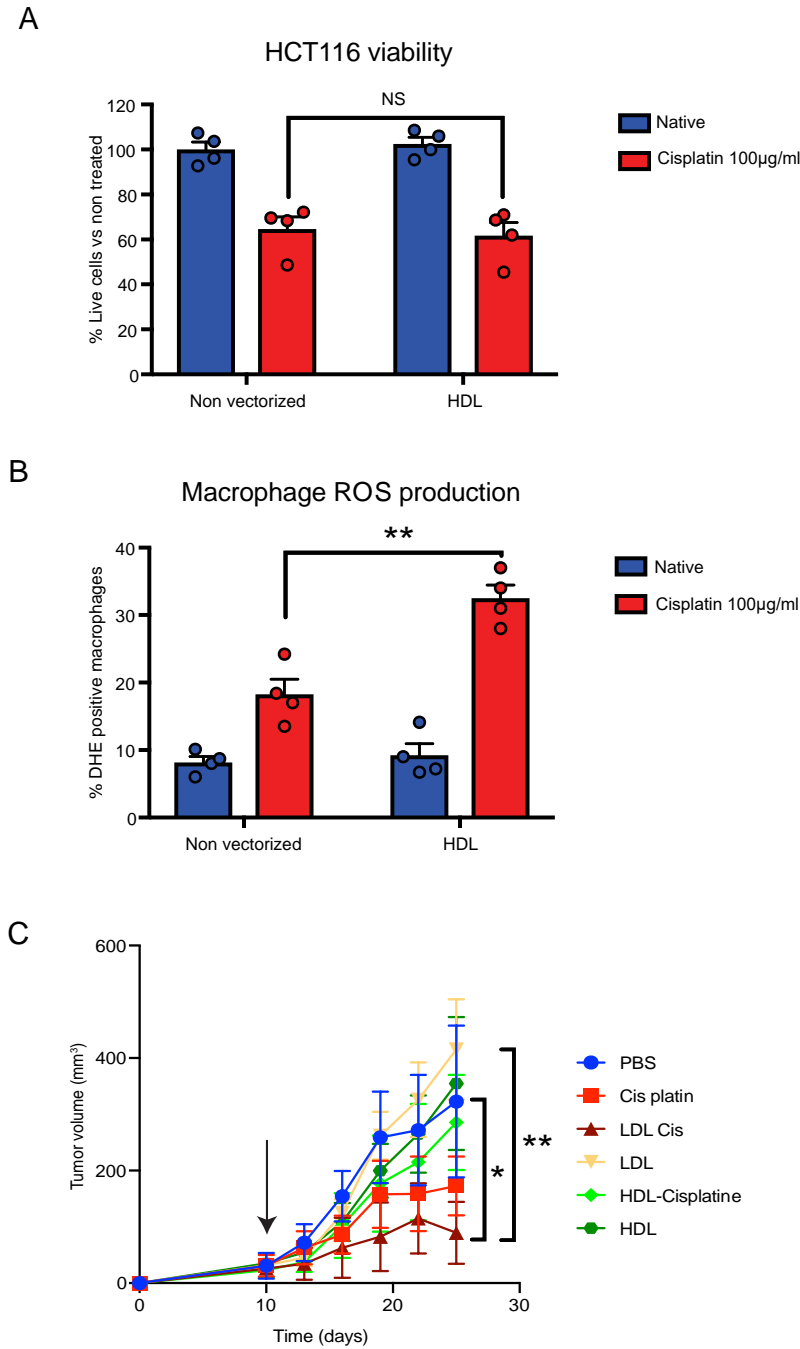 A
HCT116 viability
NS
% Live cells vs non treated
120
100
80
60
40
20
0
Non vectorized
HDL
Native
Cisplatin 100µg/ml
B
Macrophage ROS production
**
% DHE positive macrophages
40
30
20
10
0
Non vectorized
HDL
Native
Cisplatin 100µg/ml
C
Tumor volume (mm³)
600
400
200
0
0
10
20
30
Time (days)
*
**
PBS
Cis platin
LDL Cis
LDL
HDL-Cisplatine
HDL